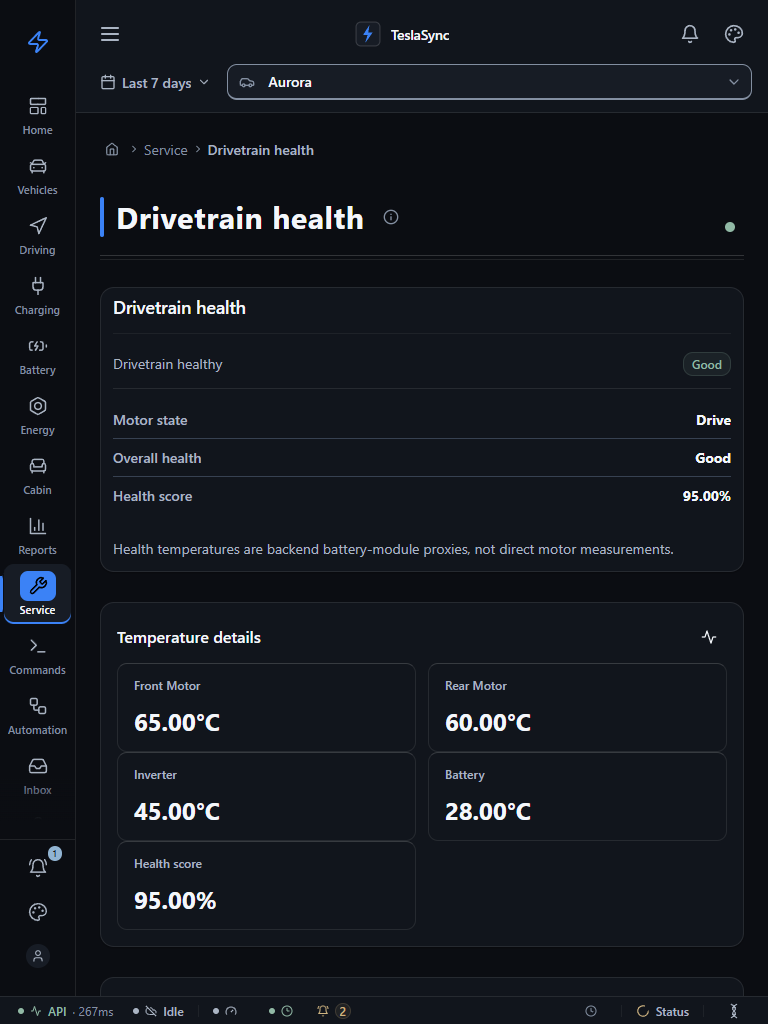 TeslaSync
Last 7 days
Aurora
Home
Vehicles
Driving
Charging
Battery
Energy
Cabin
Reports
Service
Commands
Automation
Inbox
1
Service
Drivetrain health
Drivetrain health
Drivetrain health
Drivetrain healthy
Good
Motor state
Drive
Overall health
Good
Health score
95.00%
Health temperatures are backend battery-module proxies, not direct motor measurements.
Temperature details
Front Motor
65.00°C
Rear Motor
60.00°C
Inverter
45.00°C
Battery
28.00°C
Health score
95.00%
API · 267ms
Idle
2
Status